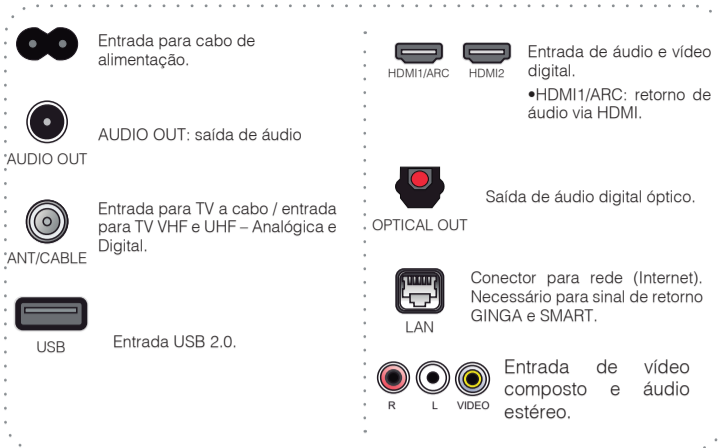 Entrada para cabo de
alimentação.
AUDIO OUT: saída de áudio
AUDIO OUT
Entrada para TV a cabo / entrada
para TV VHF e UHF – Analógica e
Digital.
ANT/CABLE
Entrada USB 2.0.
USB
Entrada de áudio e vídeo
digital.
•HDMI1/ARC: retorno de
áudio via HDMI.
HDMI1/ARC HDMI2
Saída de áudio digital óptico.
OPTICAL OUT
Conector para rede (Internet).
Necessário para sinal de retorno
GINGA e SMART.
LAN
Entrada de vídeo
composto e áudio
estéreo.
R L VIDEO